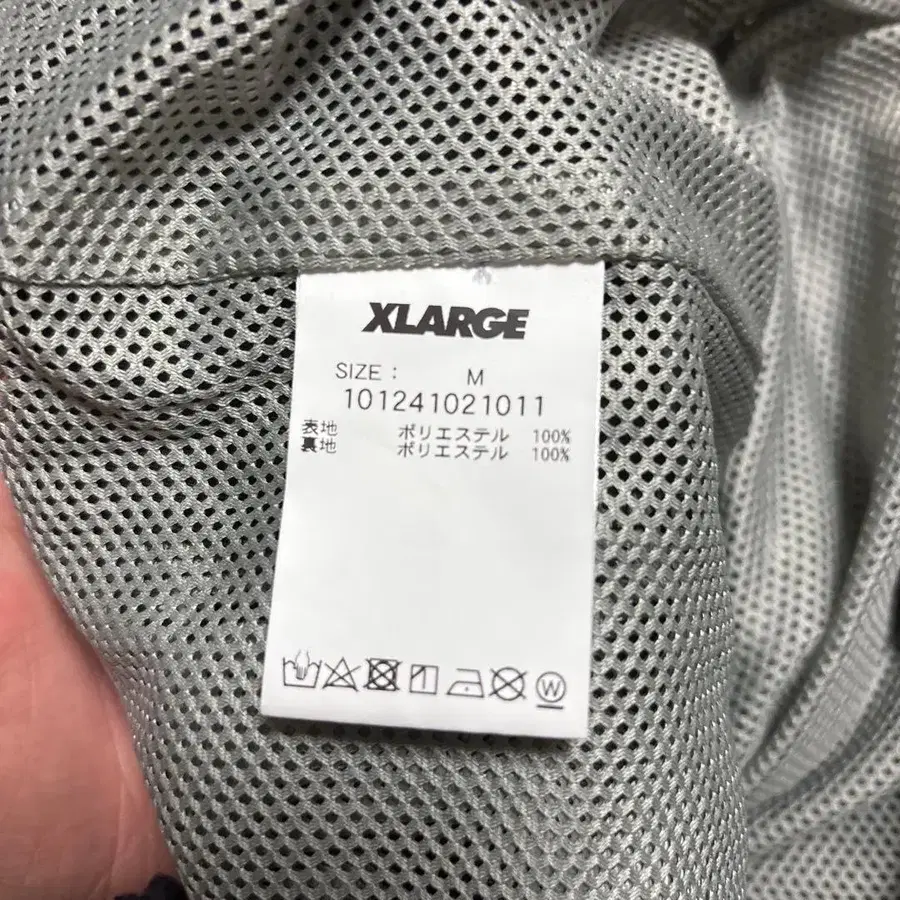 XLARGE
SIZE : M
101241021011
表地 ポリエステル 100%
裏地 ポリエステル 100%
W